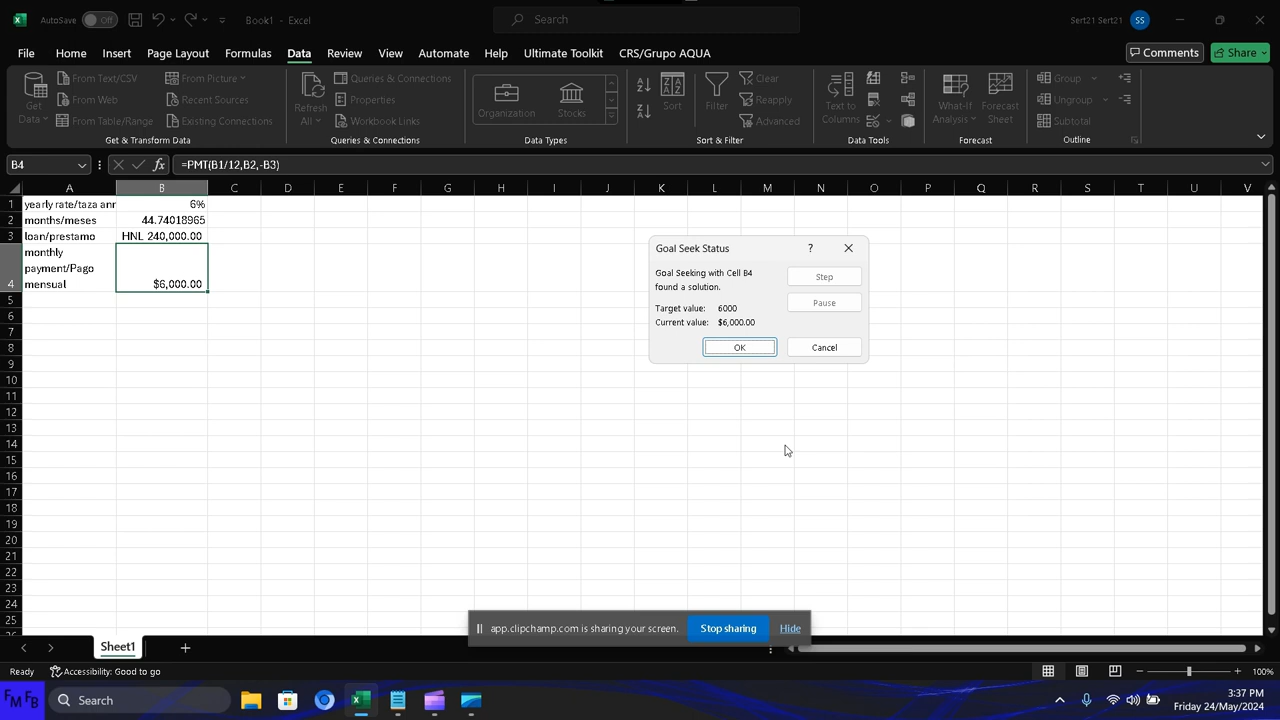 AutoSave Off Book1 - Excel Search Sert21 Sert21 SS
File Home Insert Page Layout Formulas Data Review View Automate Help Ultimate Toolkit CRS/Grupo AQUA Comments Share
Get Data
From Text/CSV
From Web
From Table/Range
From Picture
Recent Sources
Existing Connections
Get & Transform Data
Refresh All
Queries & Connections
Properties
Workbook Links
Queries & Connections
Organization
Stocks
Data Types
Sort
Filter
Clear
Reapply
Advanced
Sort & Filter
Text to Columns
Data Tools
What-If Analysis
Forecast Sheet
Forecast
Group
Ungroup
Subtotal
Outline
B4 fx =PMT(B1/12,B2,-B3)
A B C D E F G H I J K L M N O P Q R S T U V
1 yearly rate/taza anr 6%
2 months/meses 44.74018965
3 loan/prestamo HNL 240,000.00
monthly
payment/Pago
4 mensual $6,000.00
5
6
7
8
9
10
11
12
13
14
15
16
17
18
19
20
21
22
23
24
25
Goal Seek Status ?
Goal Seeking with Cell B4
found a solution.
Step
Pause
Target value: 6000
Current value: $6,000.00
OK Cancel
app.clipchamp.com is sharing your screen. Stop sharing Hide
Sheet1
Ready Accessibility: Good to go 100%
FM FB Search
3:37 PM
Friday 24/May/2024